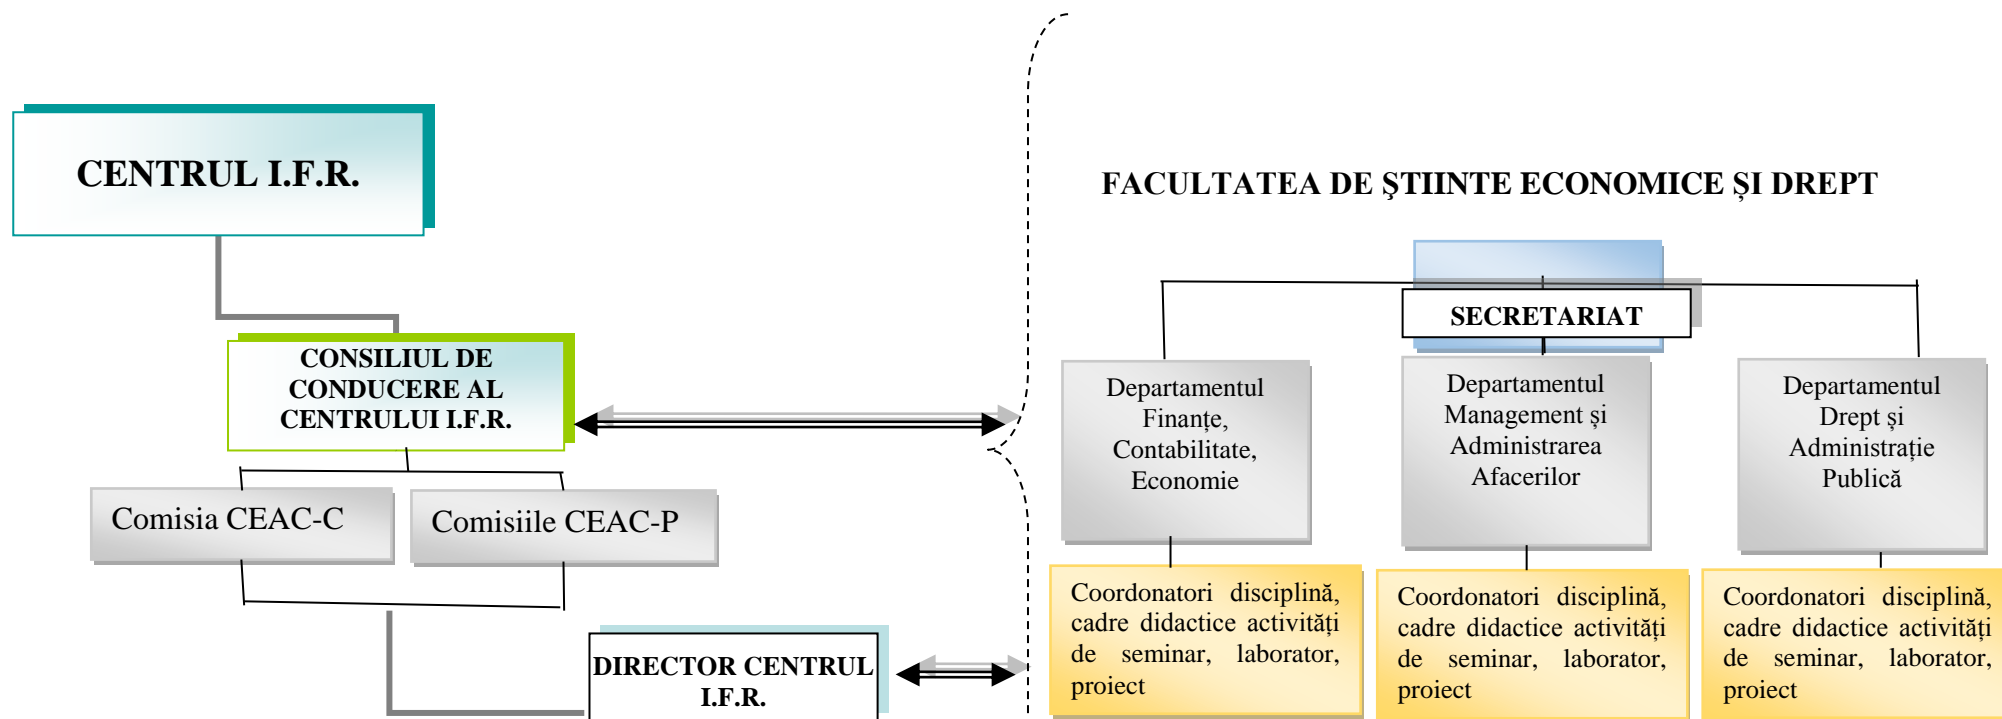 CENTRUL I.F.R.
CONSILIUL DE
CONDUCERE AL
CENTRULUI I.F.R.
Comisia CEAC-C
Comisiile CEAC-P
DIRECTOR CENTRUL
I.F.R.
FACULTATEA DE ŞTIINTE ECONOMICE ȘI DREPT
SECRETARIAT
Departamentul
Finanțe,
Contabilitate,
Economie
Departamentul
Management și
Administrarea
Afacerilor
Departamentul
Drept și
Administrație
Publică
Coordonatori disciplină,
cadre didactice activități
de seminar, laborator,
proiect
Coordonatori disciplină,
cadre didactice activități
de seminar, laborator,
proiect
Coordonatori disciplină,
cadre didactice activități
de seminar, laborator,
proiect